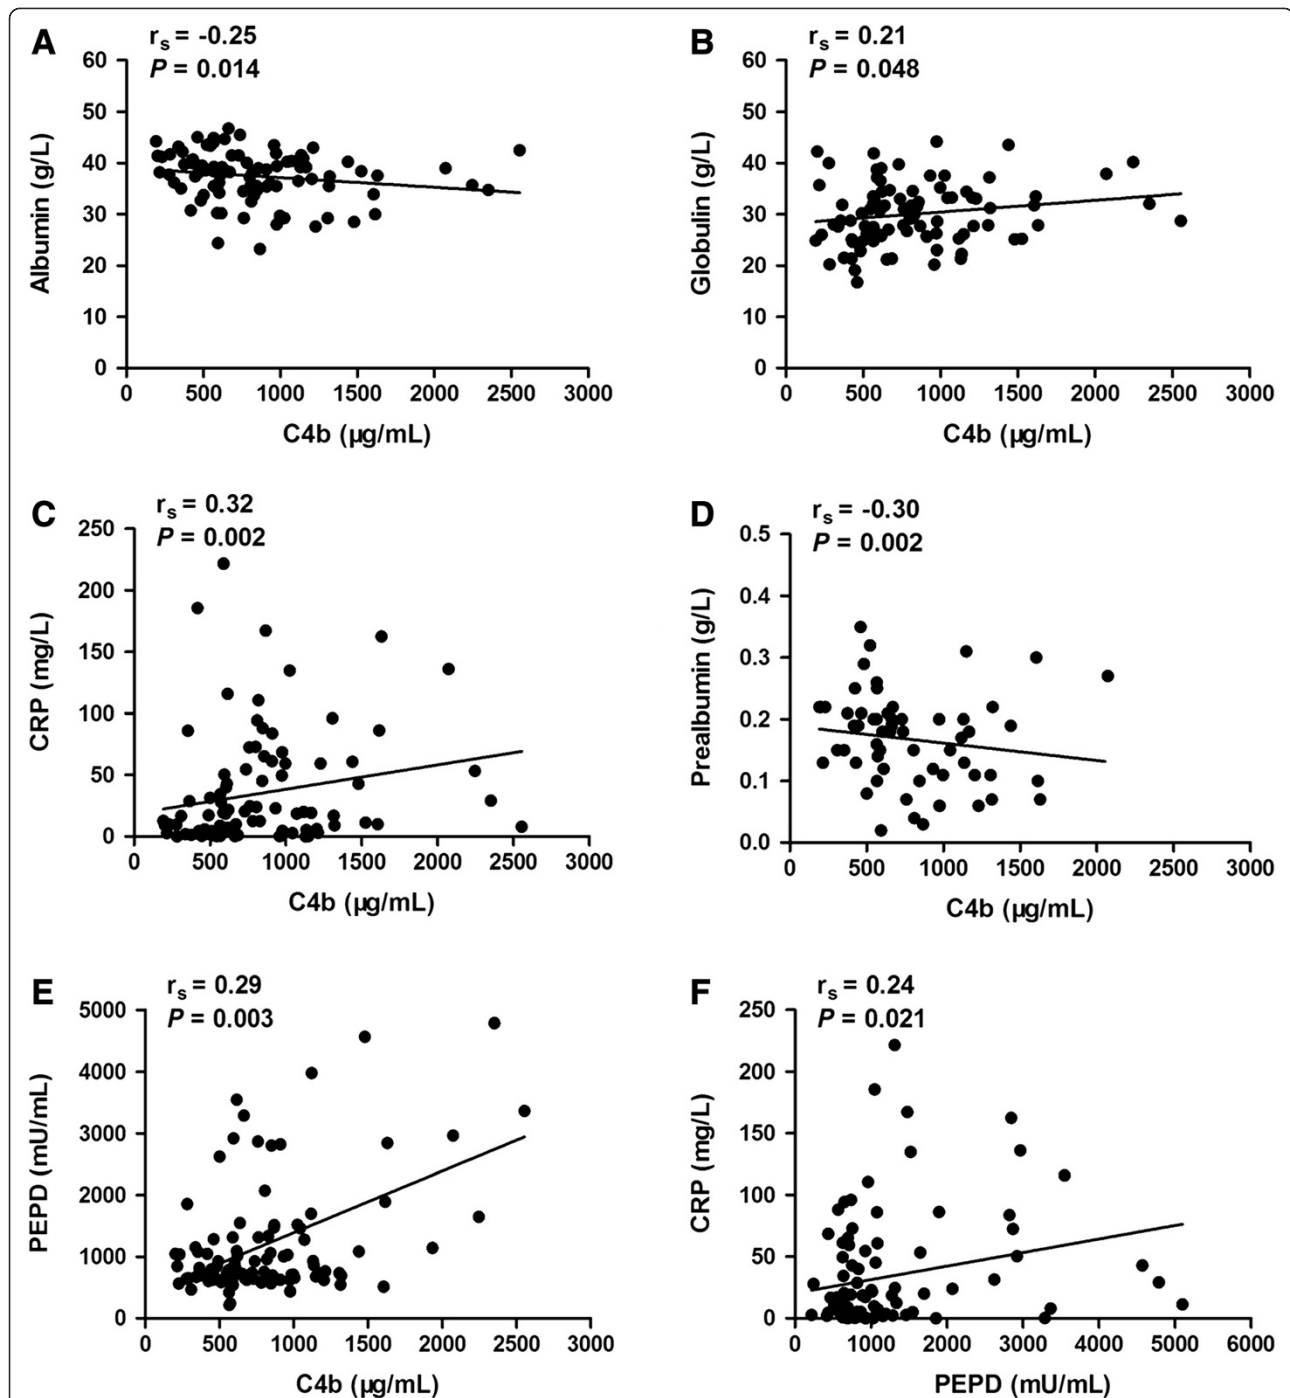 A
rs = -0.25
P = 0.014
60
50
40
30
20
10
0
Albumin (g/L)
0 500 1000 1500 2000 2500 3000
C4b (µg/mL)
B
rs = 0.21
P = 0.048
60
50
40
30
20
10
0
Globulin (g/L)
0 500 1000 1500 2000 2500 3000
C4b (µg/mL)
C
rs = 0.32
P = 0.002
250
200
150
100
50
0
CRP (mg/L)
0 500 1000 1500 2000 2500 3000
C4b (µg/mL)
D
rs = -0.30
P = 0.002
0.5
0.4
0.3
0.2
0.1
0.0
Prealbumin (g/L)
0 500 1000 1500 2000 2500 3000
C4b (µg/mL)
E
rs = 0.29
P = 0.003
5000
4000
3000
2000
1000
0
PEPD (mU/mL)
0 500 1000 1500 2000 2500 3000
C4b (µg/mL)
F
rs = 0.24
P = 0.021
250
200
150
100
50
0
CRP (mg/L)
0 1000 2000 3000 4000 5000 6000
PEPD (mU/mL)